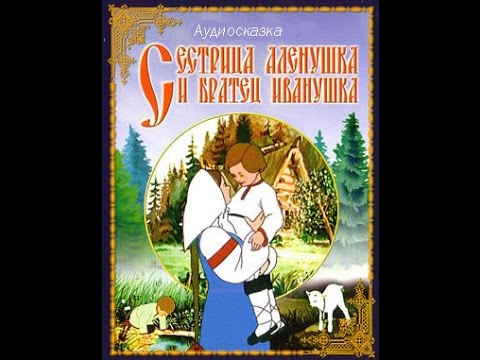 Аудиосказка
СЕСТРИЦА АЛЕНУШКА
И БРАТЕЦ ИВАНУШКА